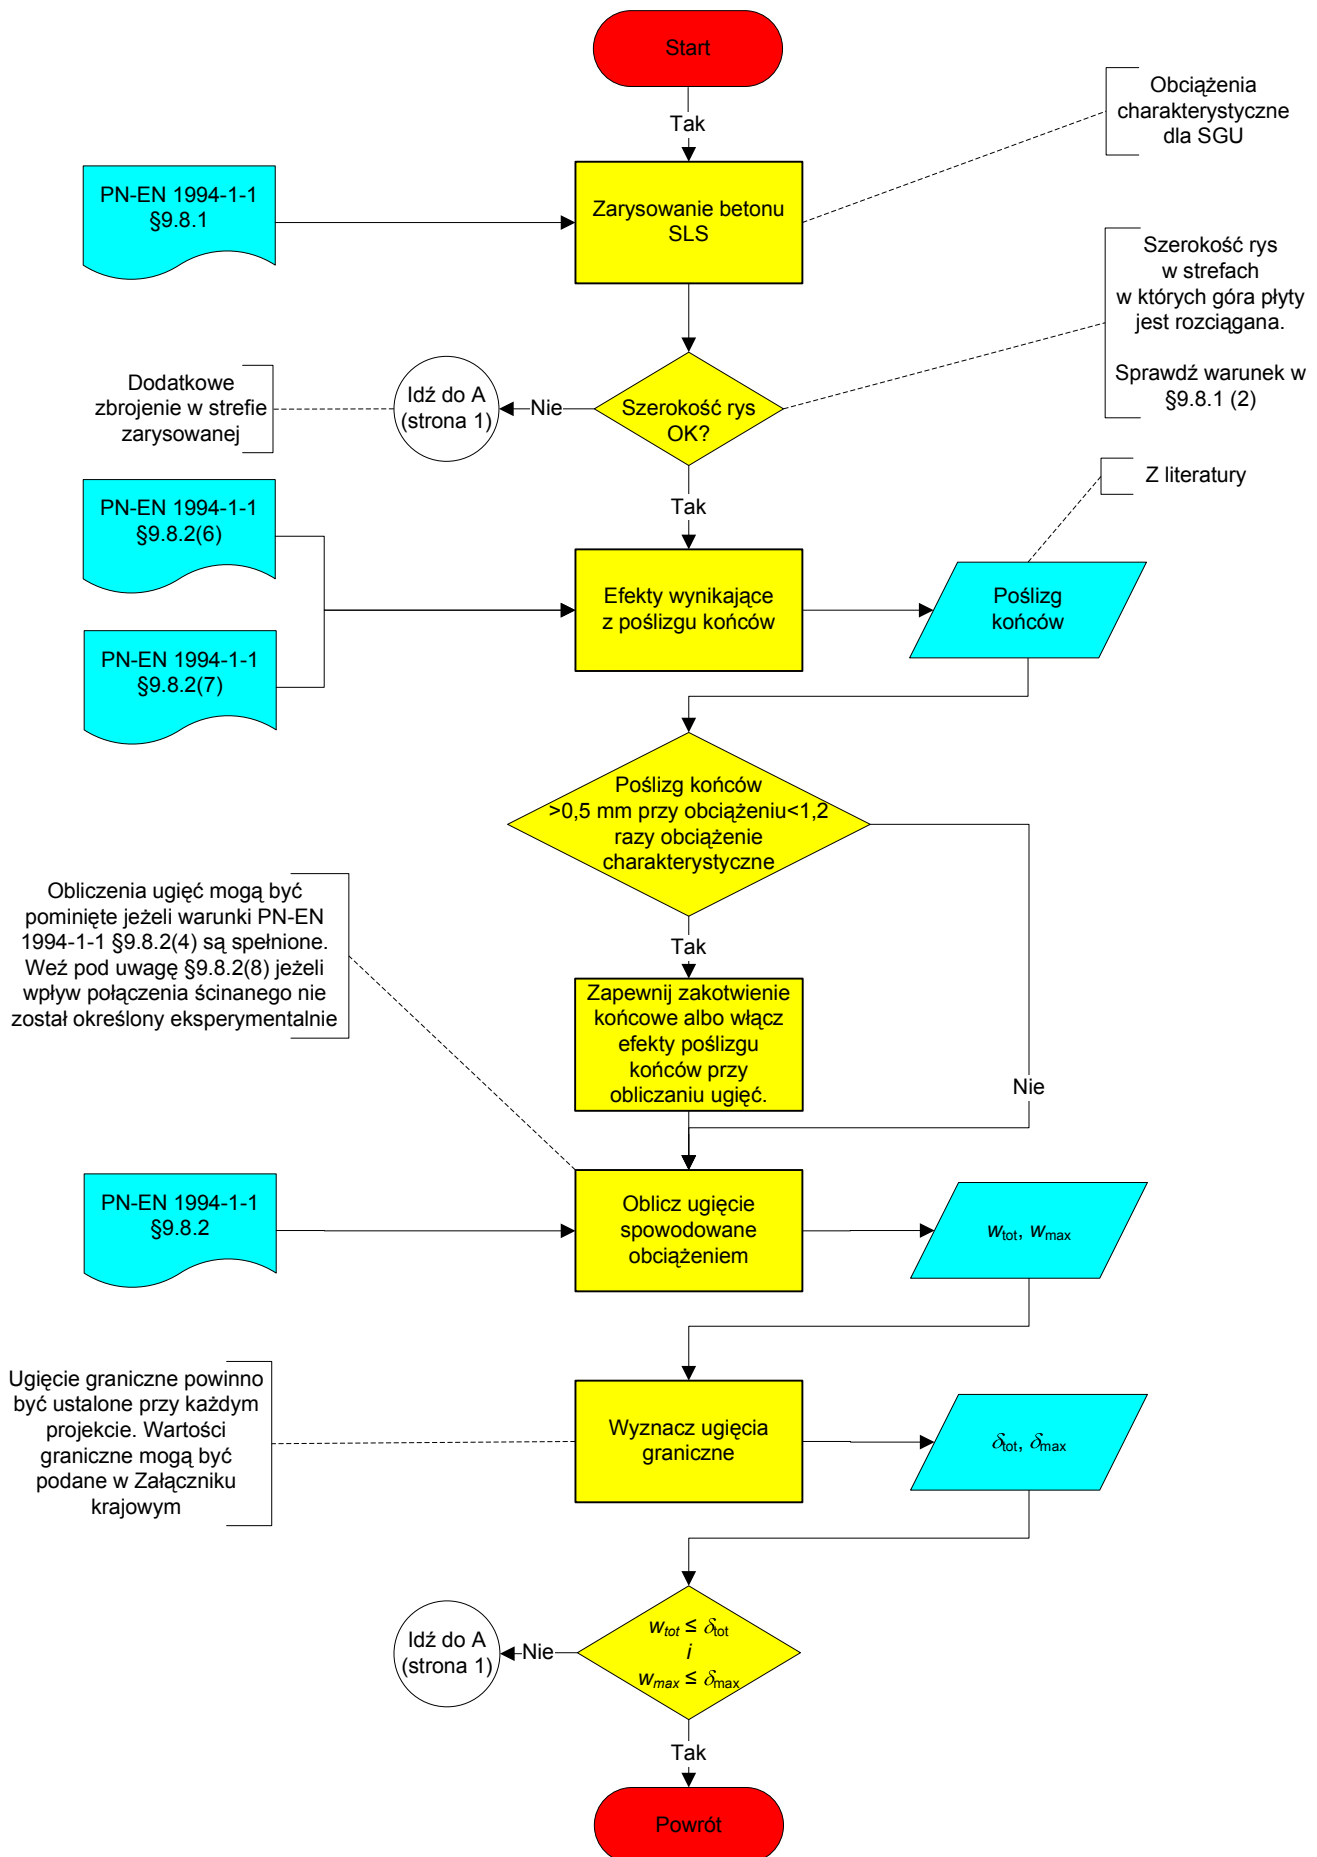 Start
Tak
Obciążenia
charakterystyczne
dla SGU
PN-EN 1994-1-1
§9.8.1
Zarysowanie betonu
SLS
Szerokość rys
w strefach
w których góra płyty
jest rozciągana.
Sprawdź warunek w
§9.8.1 (2)
Dodatkowe
zbrojenie w strefie
zarysowanej
Idź do A
(strona 1)
Nie
Szerokość rys
OK?
Tak
Z literatury
PN-EN 1994-1-1
§9.8.2(6)
Efekty wynikające
z poślizgu końców
Poślizg
końców
PN-EN 1994-1-1
§9.8.2(7)
Poślizg końców
>0,5 mm przy obciążeniu<1,2
razy obciążenie
charakterystyczne
Obliczenia ugięć mogą być
pominięte jeżeli warunki PN-EN
1994-1-1 §9.8.2(4) są spełnione.
Weź pod uwagę §9.8.2(8) jeżeli
wpływ połączenia ścinanego nie
został określony eksperymentalnie
Tak
Zapewnij zakotwienie
końcowe albo włącz
efekty poślizgu
końców przy
obliczaniu ugięć.
Nie
PN-EN 1994-1-1
§9.8.2
Oblicz ugięcie
spowodowane
obciążeniem
wtot, wmax
Ugięcie graniczne powinno
być ustalone przy każdym
projekcie. Wartości
graniczne mogą być
podane w Załączniku
krajowym
Wyznacz ugięcia
graniczne
δtot, δmax
Idź do A
(strona 1)
Nie
wtot ≤ δtot
i
wmax ≤ δmax
Tak
Powrót